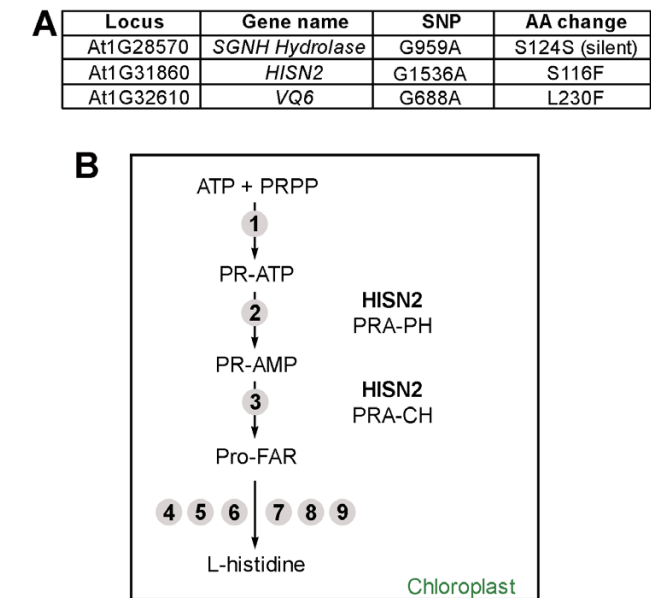 A
Locus Gene name SNP AA change
At1G28570 SGNH Hydrolase G959A S124S (silent)
At1G31860 HISN2 G1536A S116F
At1G32610 VQ6 G688A L230F
B
ATP + PRPP
1
PR-ATP
2
HISN2
PRA-PH
PR-AMP
3
HISN2
PRA-CH
Pro-FAR
4 5 6 7 8 9
L-histidine
Chloroplast